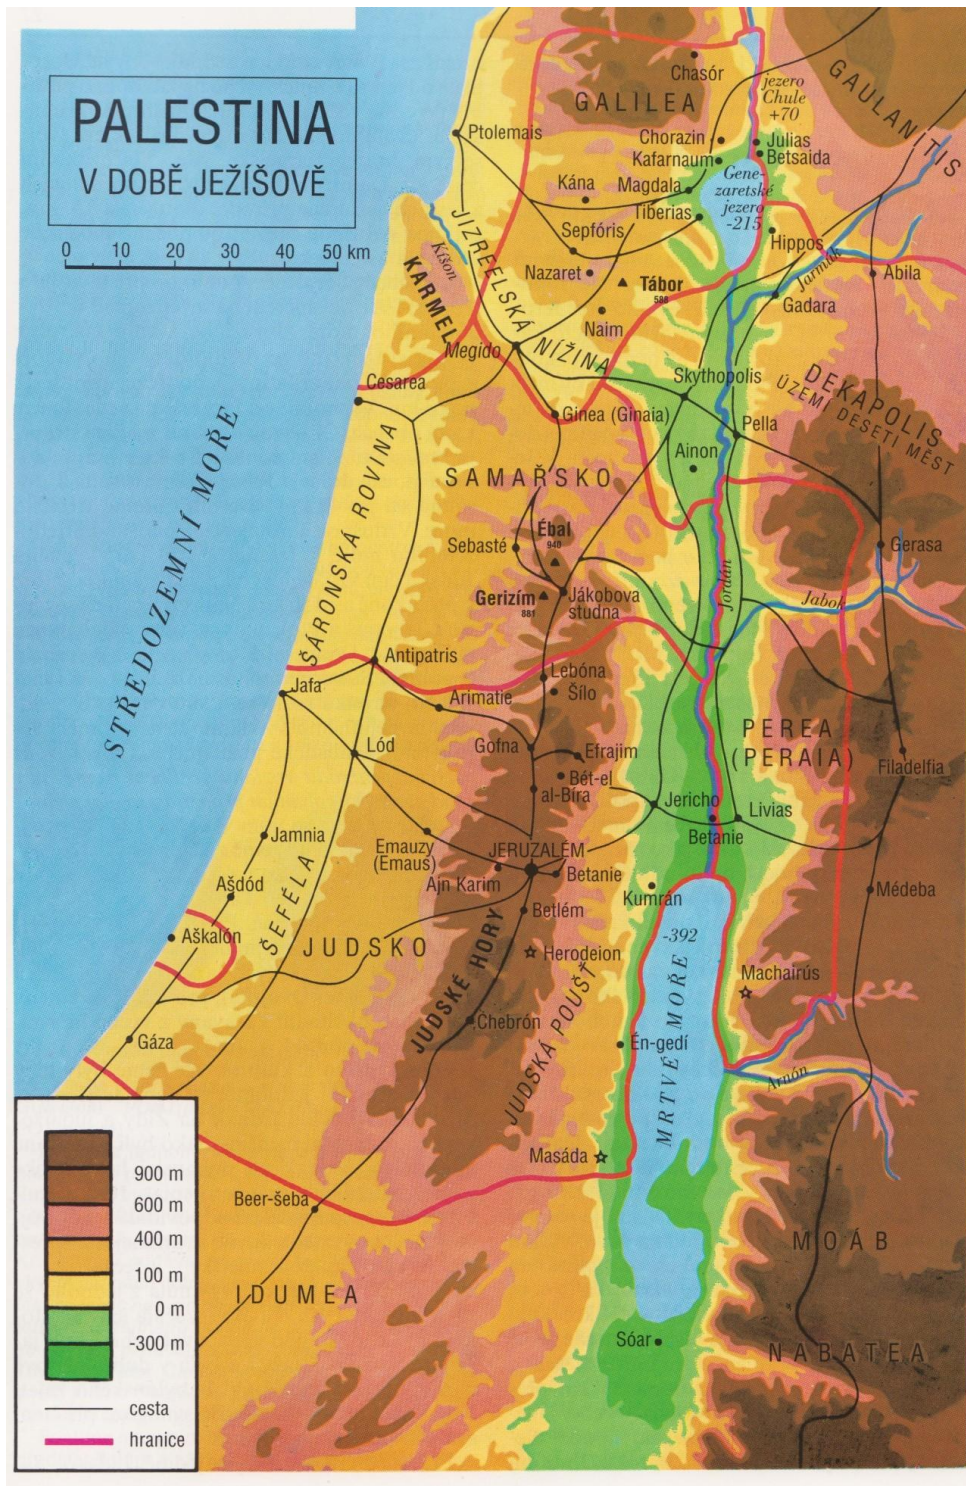 PALESTINA
V DOBĚ JEŽÍŠOVĚ
0 10 20 30 40 50 km
Chasór
GALILEA
jezero
Chule
+70
GAULANITIS
Ptolemais
Chorazin
Kafarnaum
Julias
Betsaida
Kána
Magdala
Gene-
zaretské
jezero
-215
Tiberias
Sepfóris
Hippos
Jarmúk
Abila
Kíšon
KARMEL
JIZREELSKÁ NÍŽINA
Nazaret
Tábor
588
Gadara
Naim
Megido
Cesarea
Skythopolis
DEKAPOLIS
ÚZEMÍ DESETI MĚST
Ginea (Ginaia)
Pella
Ainon
STŘEDOZEMNÍ MOŘE
ŠÁRONSKÁ ROVINA
SAMAŘSKO
Ébal
940
Sebasté
Gerasa
Gerizím
881
Jákobova
studna
Jordán
Jabok
Antipatris
Lebóna
Šílo
Jafa
Arimatie
PEREA
(PERAIA)
Lód
Gofna
Efrajim
Bét-el
al-Bíra
Filadelfia
Jericho
Livias
Betanie
Jamnia
Emauzy
(Emaus)
JERUZALÉM
Ajn Karim
Betanie
Ašdód
Kumrán
Médeba
ŠEFÉLA
Betlém
Aškalón
JUDSKO
JUDSKÉ HORY
Herodeion
-392
Machairús
JUDSKÁ POUŠŤ
MRTVÉ MOŘE
Gáza
Chebrón
Én-gedí
Arnón
Masáda
Beer-šeba
MOÁB
IDUMEA
Sóar
NABATEA
900 m
600 m
400 m
100 m
0 m
-300 m
cesta
hranice